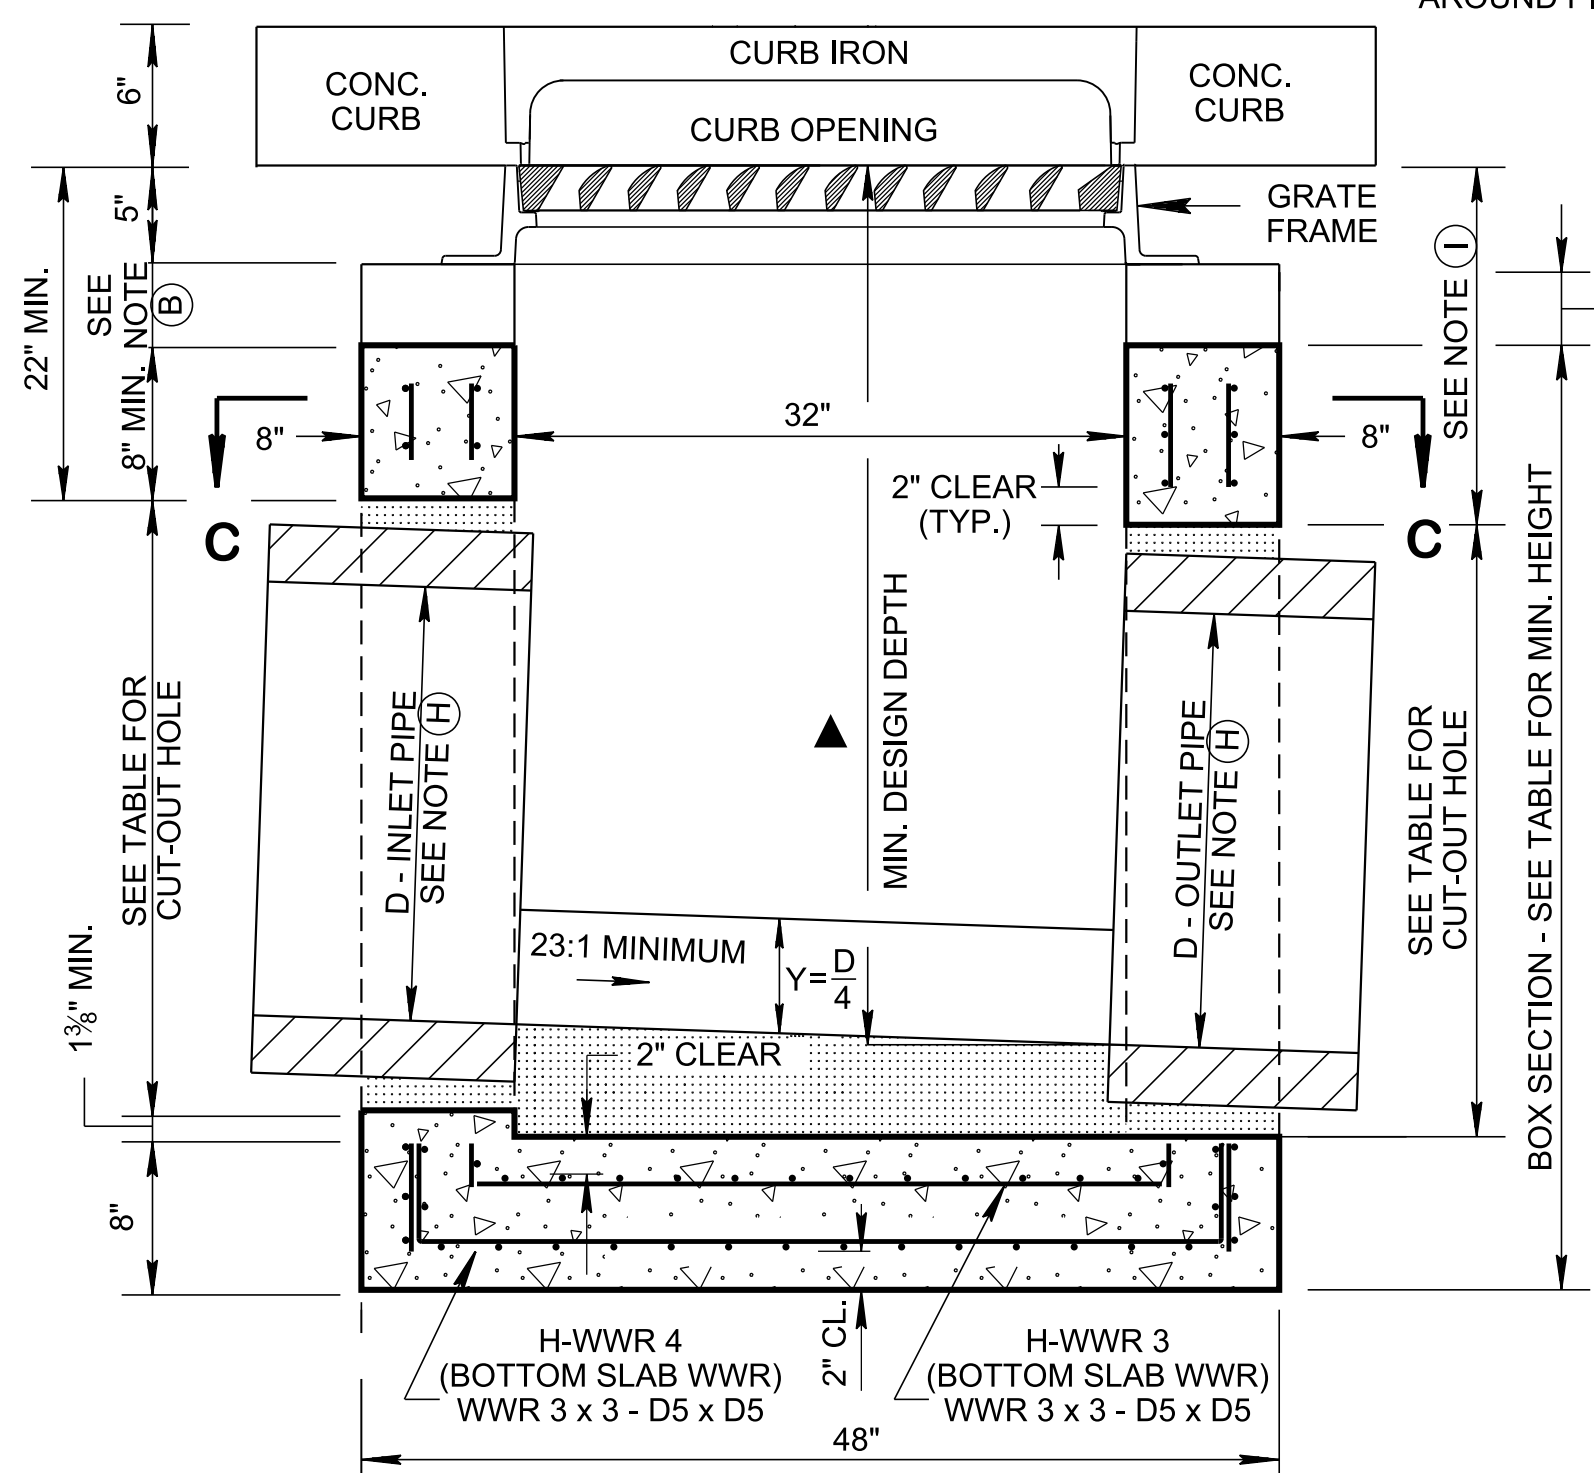 AROUND
CURB IRON
CONC.
CURB
CONC.
CURB
CURB OPENING
6"
5"
22" MIN.
SEE
NOTE B
8" MIN.
GRATE
FRAME
SEE NOTE I
8"
32"
8"
2" CLEAR
(TYP.)
C
C
MIN. DESIGN DEPTH
D - INLET PIPE
SEE NOTE H
D - OUTLET PIPE
SEE NOTE H
SEE TABLE FOR
CUT-OUT HOLE
SEE TABLE FOR
CUT-OUT HOLE
BOX SECTION - SEE TABLE FOR MIN. HEIGHT
23:1 MINIMUM
Y=D/4
1 3/8" MIN.
2" CLEAR
8"
2" CL.
H-WWR 4
(BOTTOM SLAB WWR)
WWR 3 x 3 - D5 x D5
H-WWR 3
(BOTTOM SLAB WWR)
WWR 3 x 3 - D5 x D5
48"